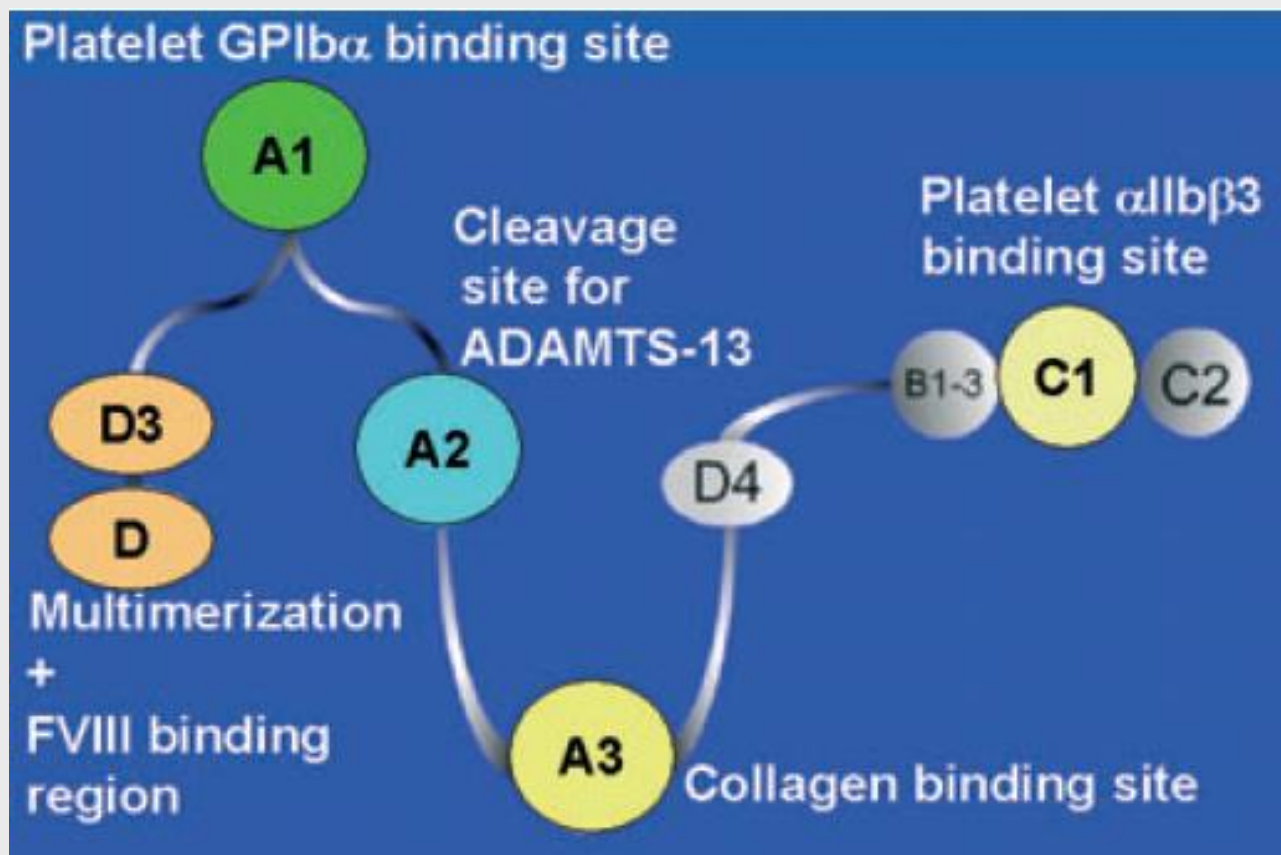 Platelet GPIbα binding site
A1
Cleavage
site for
ADAMTS-13
Platelet αIIbβ3
binding site
B1-3
C1
C2
D3
D
A2
D4
Multimerization
+
FVIII binding
region
A3
Collagen binding site